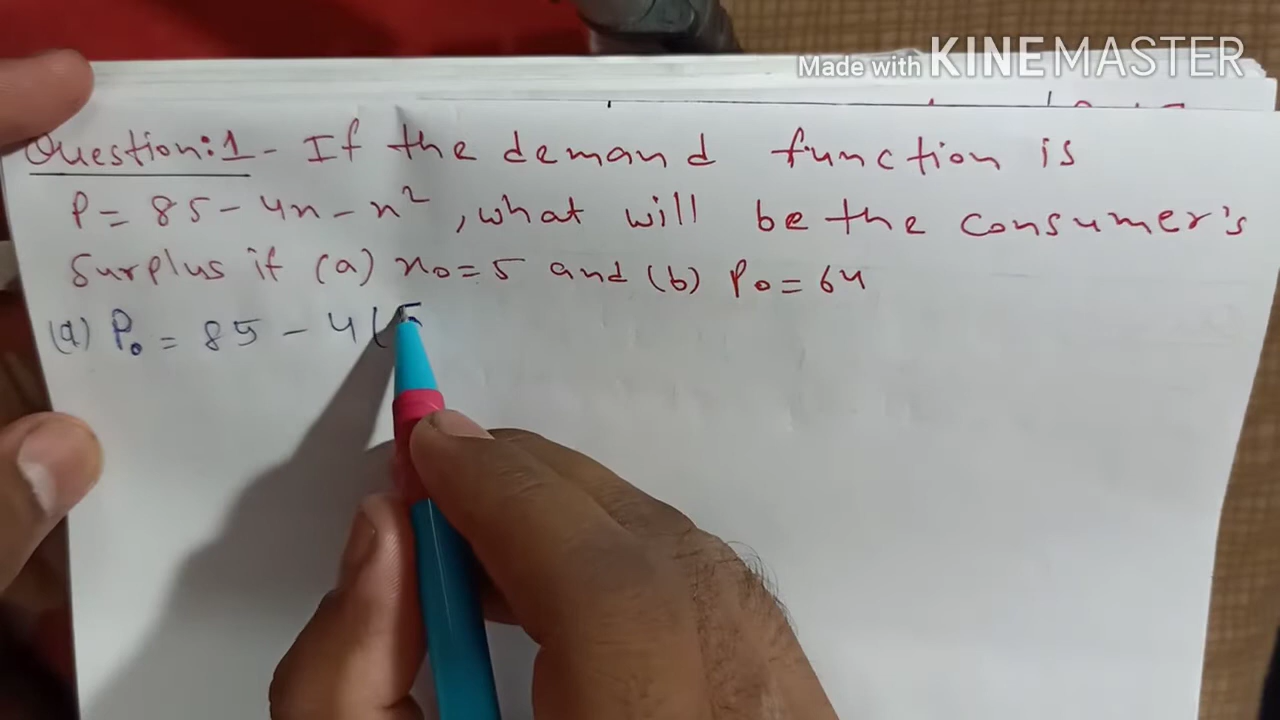 Made with KINEMASTER
Question:1- If the demand function is
P = 85 - 4x - x², what will be the consumer's
surplus if (a) x₀ = 5 and (b) P₀ = 64
(a) P₀ = 85 - 4(5